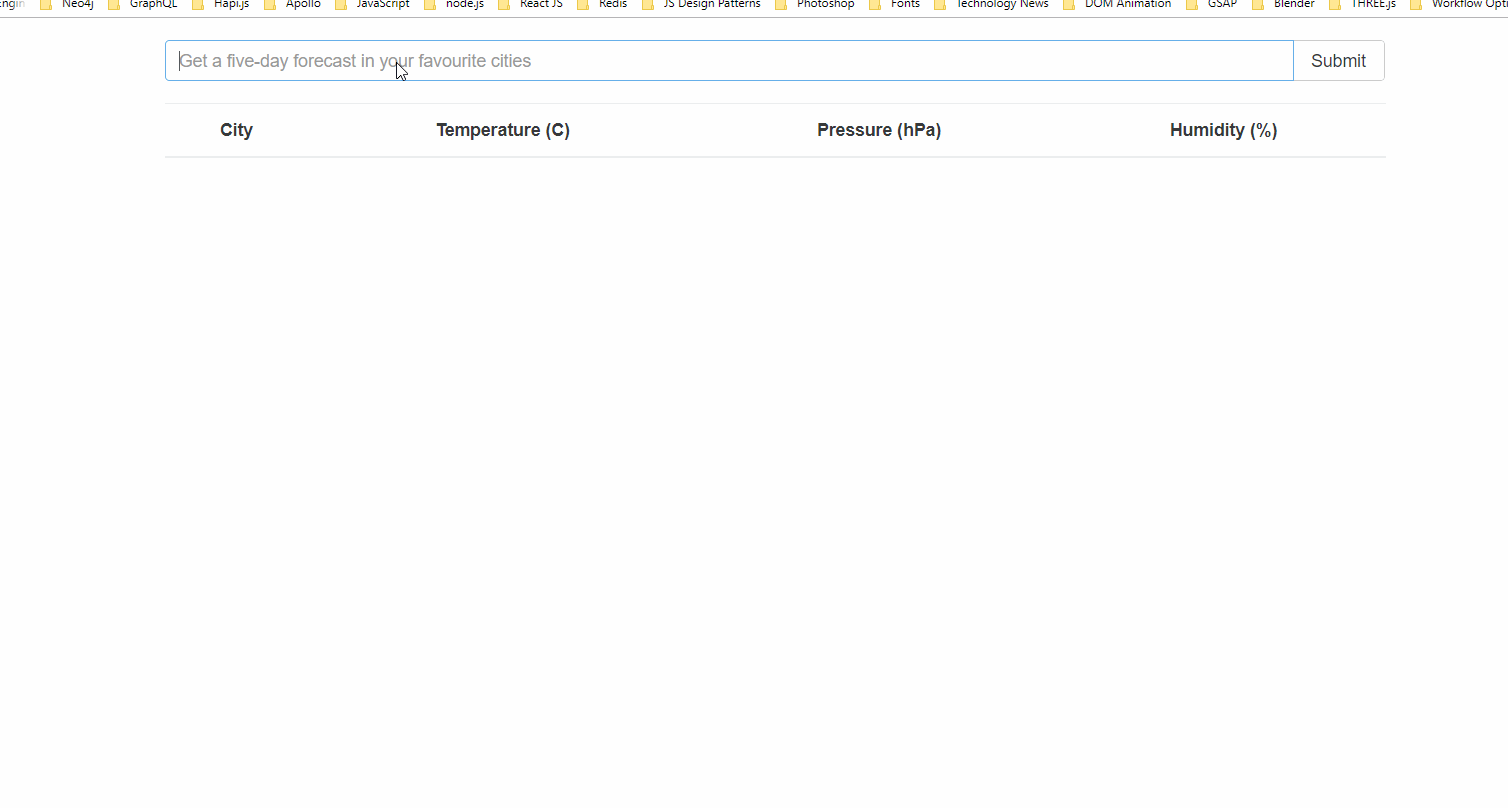 Neo4j GraphQL Hapi.js Apollo JavaScript node.js React JS Redis JS Design Patterns Photoshop Fonts Technology News DOM Animation GSAP Blender THREE.js Workflow Opti
Get a five-day forecast in your favourite cities Submit
City Temperature (C) Pressure (hPa) Humidity (%)